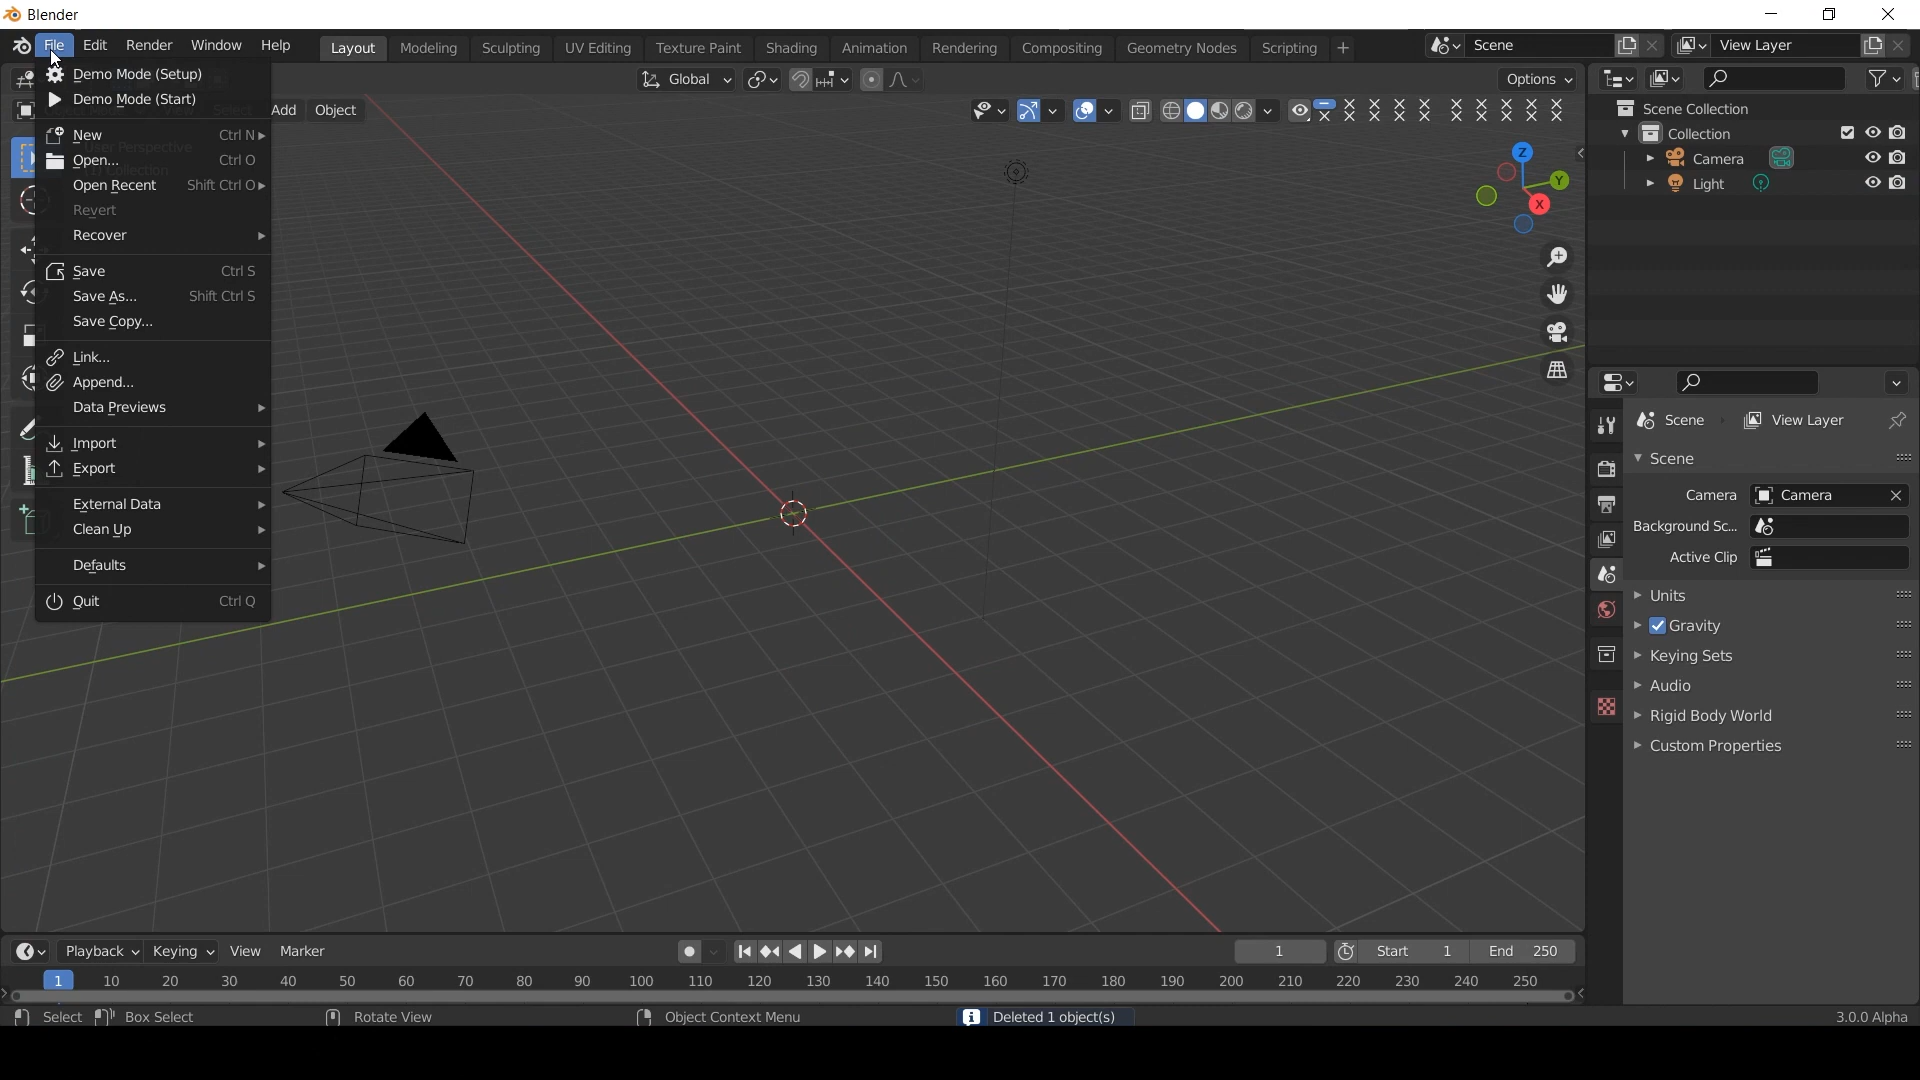 Blender
File Edit Render Window Help Layout Modeling Sculpting UV Editing Texture Paint Shading Animation Rendering Compositing Geometry Nodes Scripting + Scene View Layer
Demo Mode (Setup)
Demo Mode (Start)
New Ctrl N
Open... Ctrl O
Open Recent Shift Ctrl O
Revert
Recover
Save Ctrl S
Save As... Shift Ctrl S
Save Copy...
Link...
Append...
Data Previews
Import
Export
External Data
Clean Up
Defaults
Quit Ctrl Q
Global
Options
Select Add Object
User Perspective
(1) Collection
Z
Y
X
Scene Collection
Collection
Camera
Light
Scene View Layer
Scene
Camera Camera
Background Sc...
Active Clip
Units
Gravity
Keying Sets
Audio
Rigid Body World
Custom Properties
Playback Keying View Marker 1 Start 1 End 250
1 10 20 30 40 50 60 70 80 90 100 110 120 130 140 150 160 170 180 190 200 210 220 230 240 250
Select Box Select Rotate View Object Context Menu Deleted 1 object(s) 3.0.0 Alpha